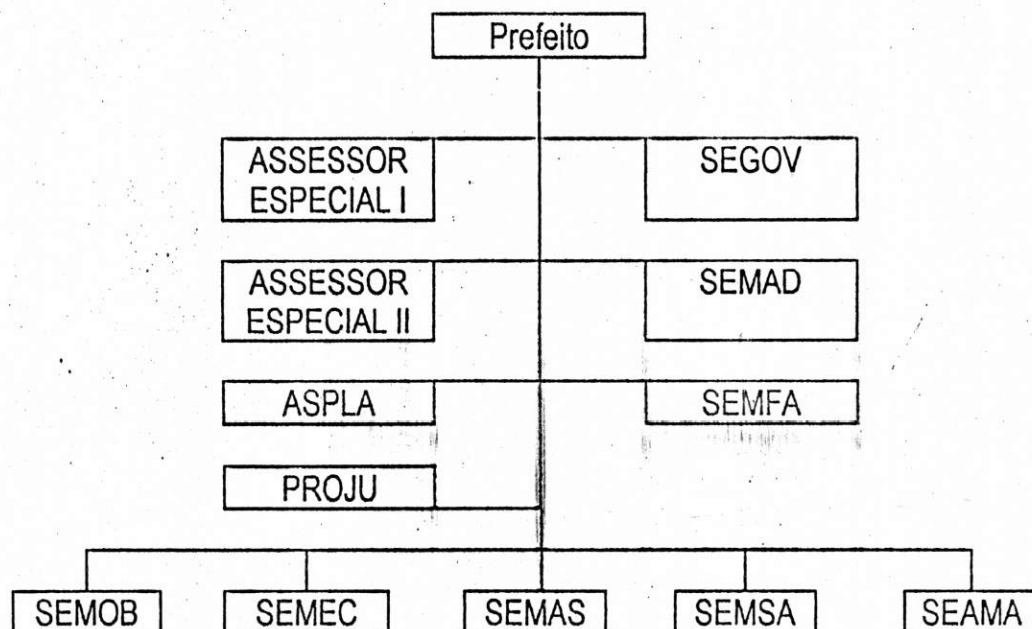 Prefeito
ASSESSOR
ESPECIAL I
SEGOV
ASSESSOR
ESPECIAL II
SEMAD
ASPLA
SEMFA
PROJU
SEMOB
SEMEC
SEMAS
SEMSA
SEAMA